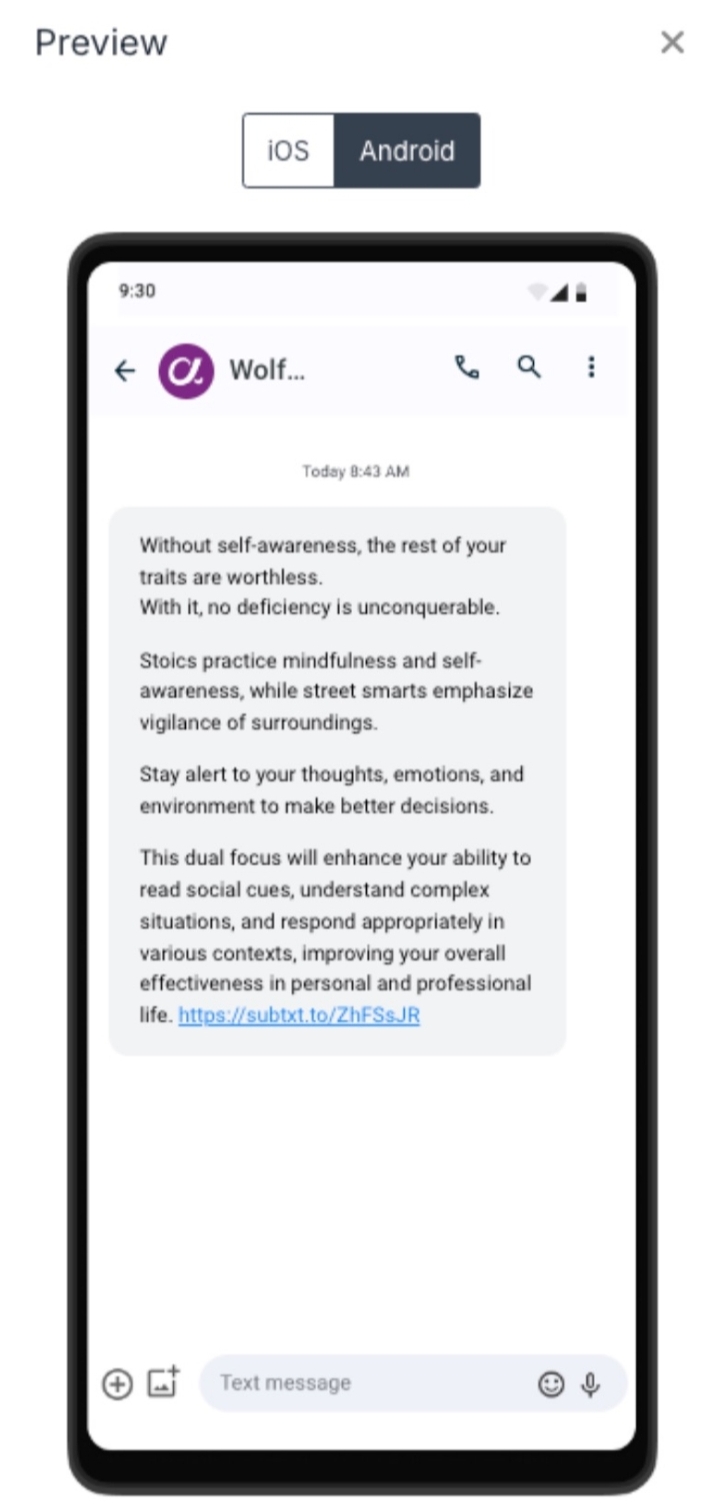 Preview
iOS
Android
9:30
Wolf...
Today 8:43 AM
Without self-awareness, the rest of your
traits are worthless.
With it, no deficiency is unconquerable.
Stoics practice mindfulness and self-
awareness, while street smarts emphasize
vigilance of surroundings.
Stay alert to your thoughts, emotions, and
environment to make better decisions.
This dual focus will enhance your ability to
read social cues, understand complex
situations, and respond appropriately in
various contexts, improving your overall
effectiveness in personal and professional
life. https://subtxt.to/ZhFSsJR
Text message